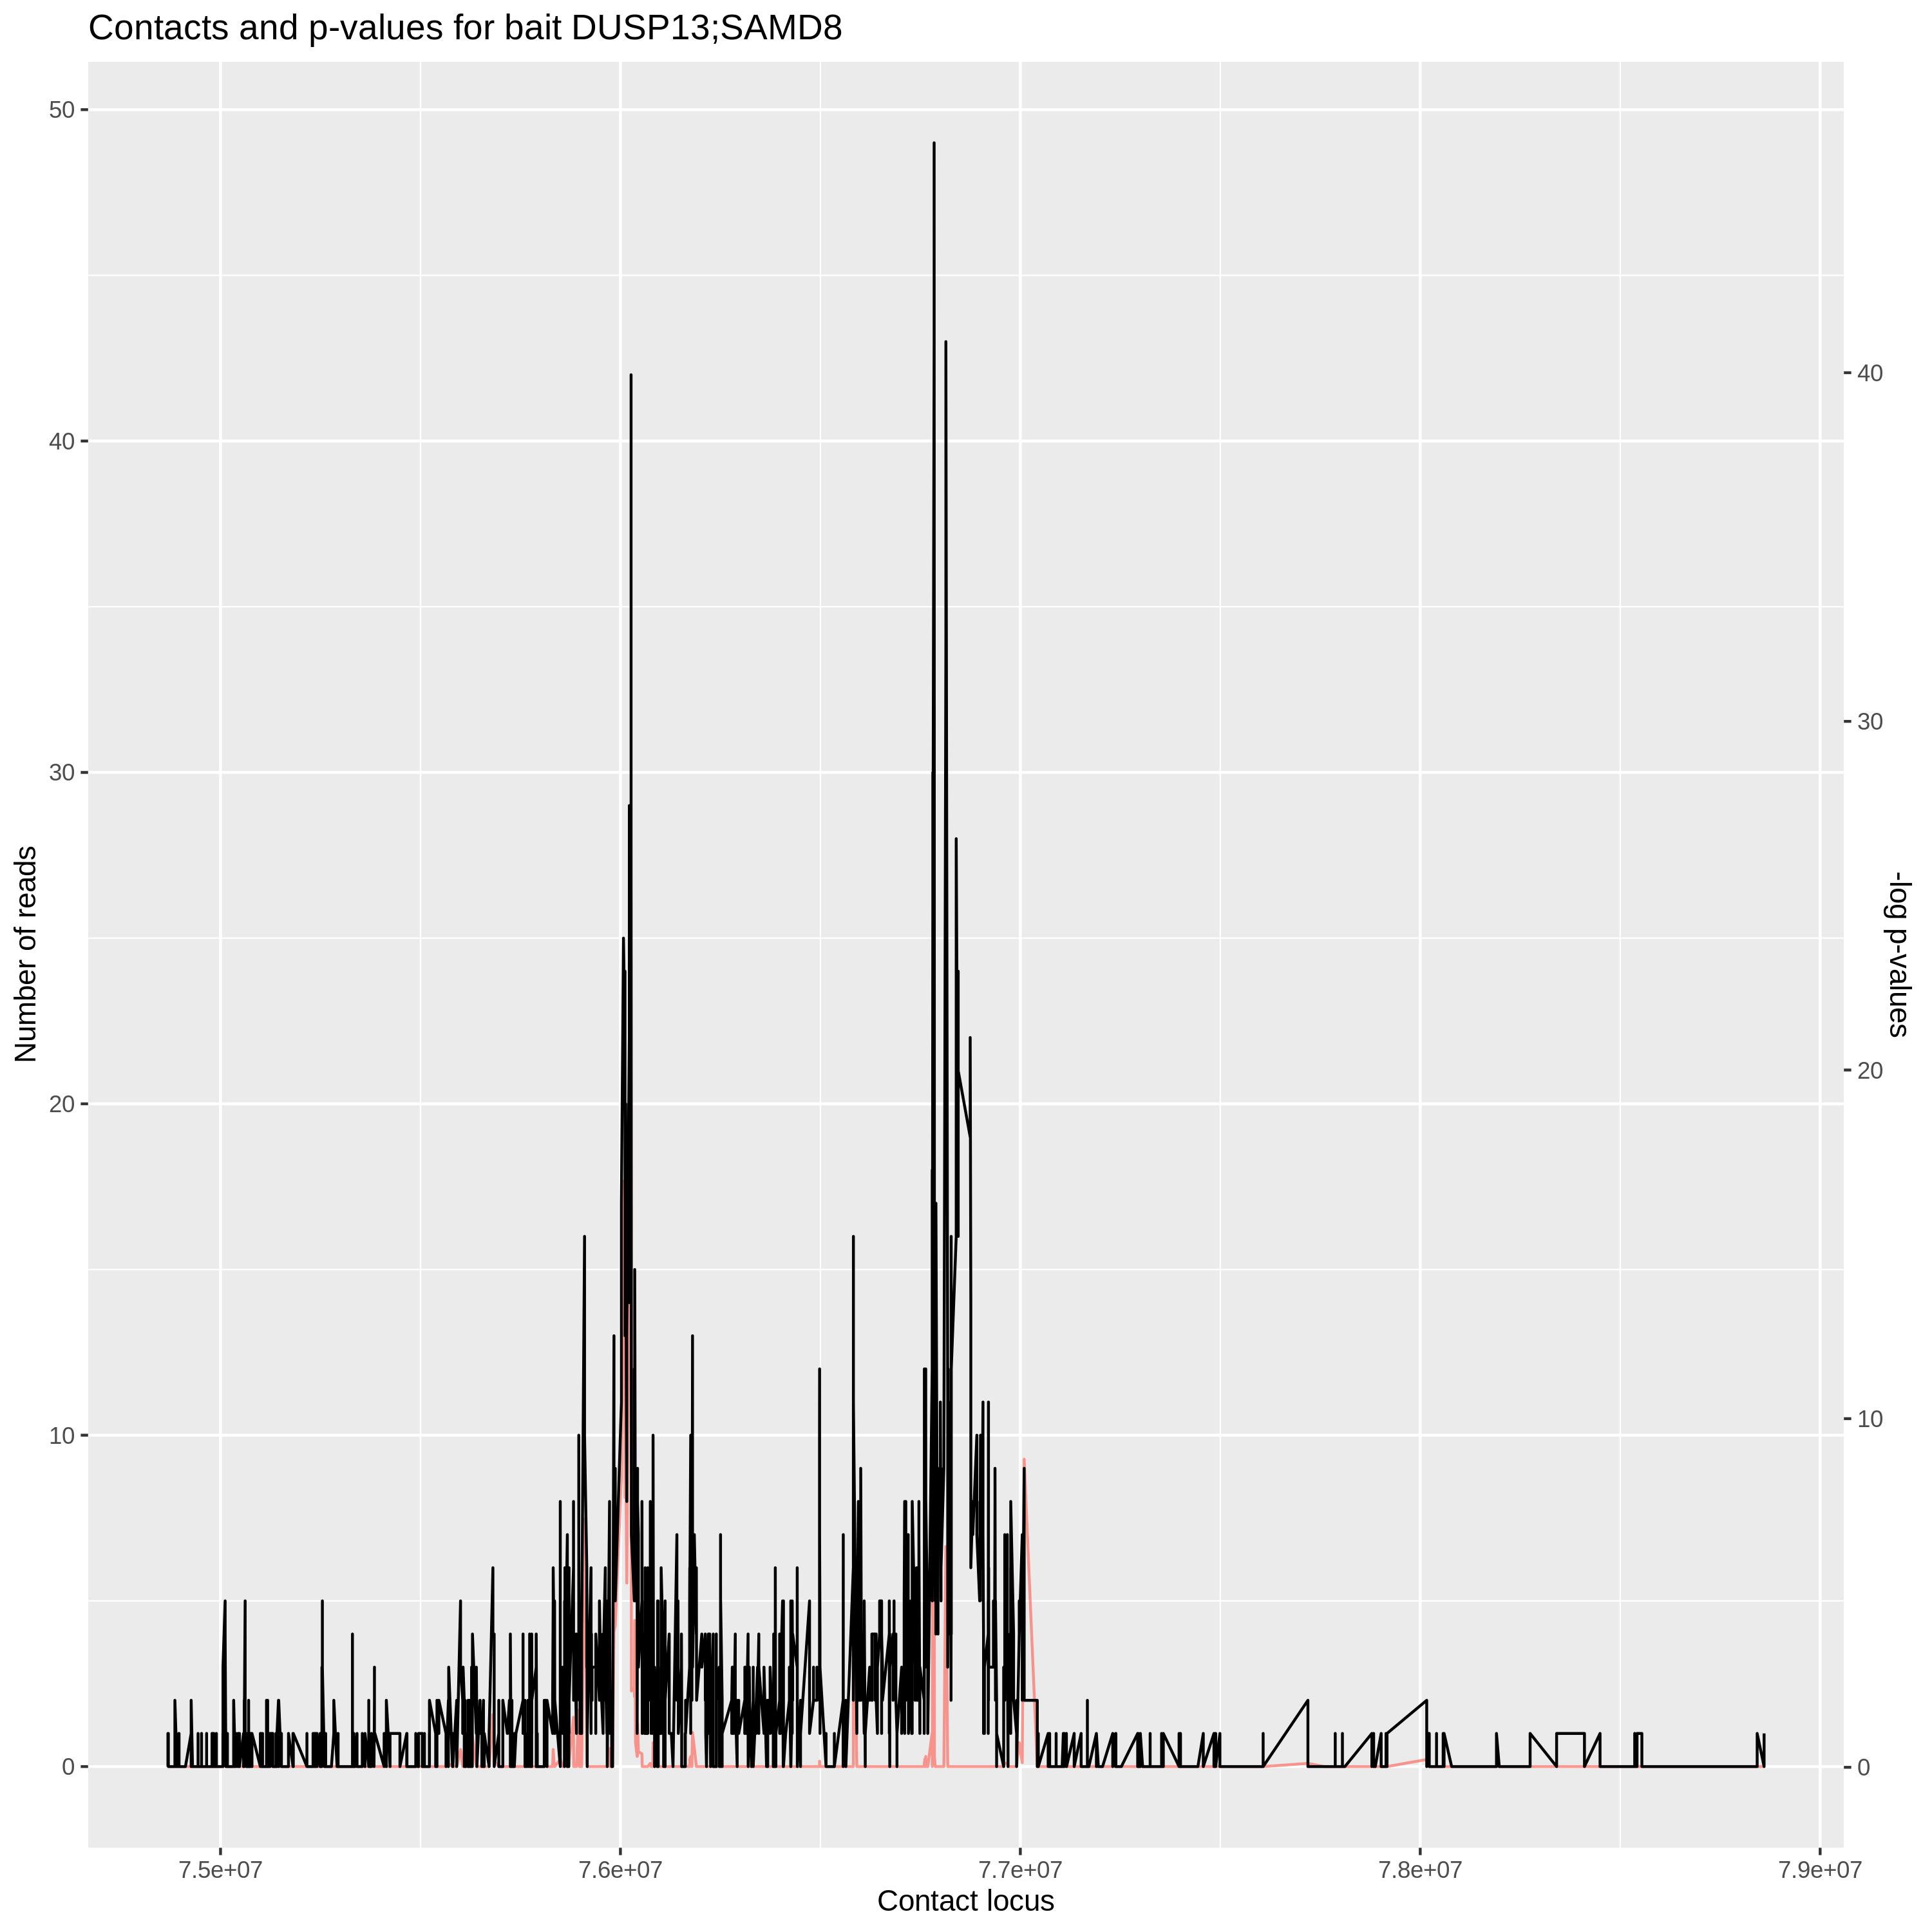 Contacts and p-values for bait DUSP13;SAMD8
50
40
30
20
10
0
Number of reads
40
30
20
10
0
-log p-values
7.5e+07
7.6e+07
7.7e+07
7.8e+07
7.9e+07
Contact locus